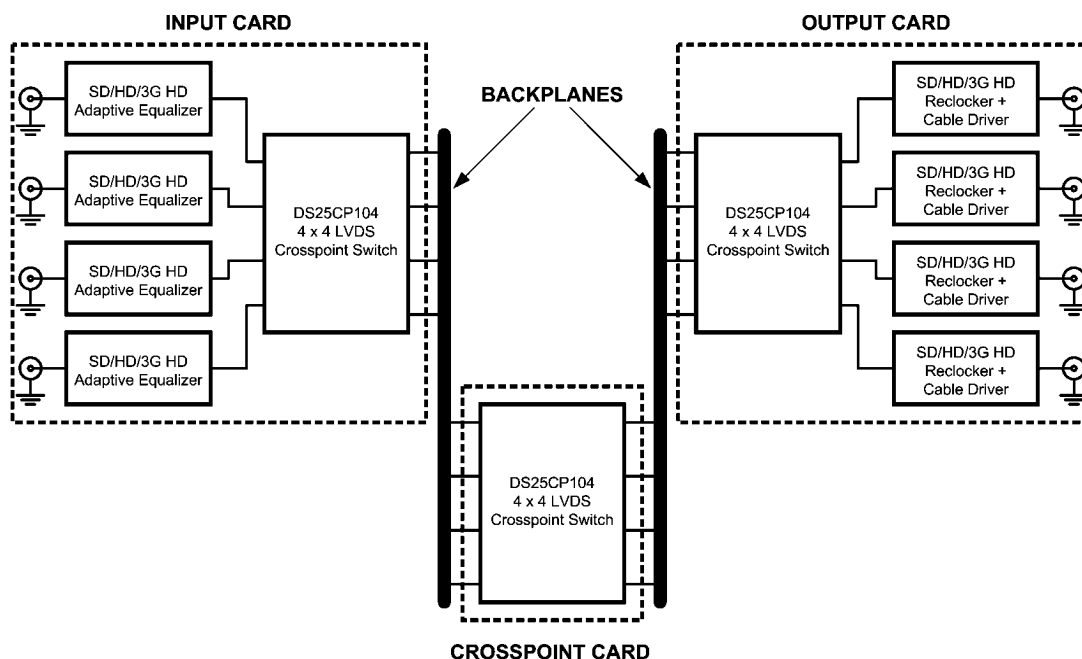 INPUT CARD
SD/HD/3G HD
Adaptive Equalizer
SD/HD/3G HD
Adaptive Equalizer
SD/HD/3G HD
Adaptive Equalizer
SD/HD/3G HD
Adaptive Equalizer
DS25CP104
4 x 4 LVDS
Crosspoint Switch
BACKPLANES
OUTPUT CARD
DS25CP104
4 x 4 LVDS
Crosspoint Switch
SD/HD/3G HD
Reclocker +
Cable Driver
SD/HD/3G HD
Reclocker +
Cable Driver
SD/HD/3G HD
Reclocker +
Cable Driver
SD/HD/3G HD
Reclocker +
Cable Driver
DS25CP104
4 x 4 LVDS
Crosspoint Switch
CROSSPOINT CARD